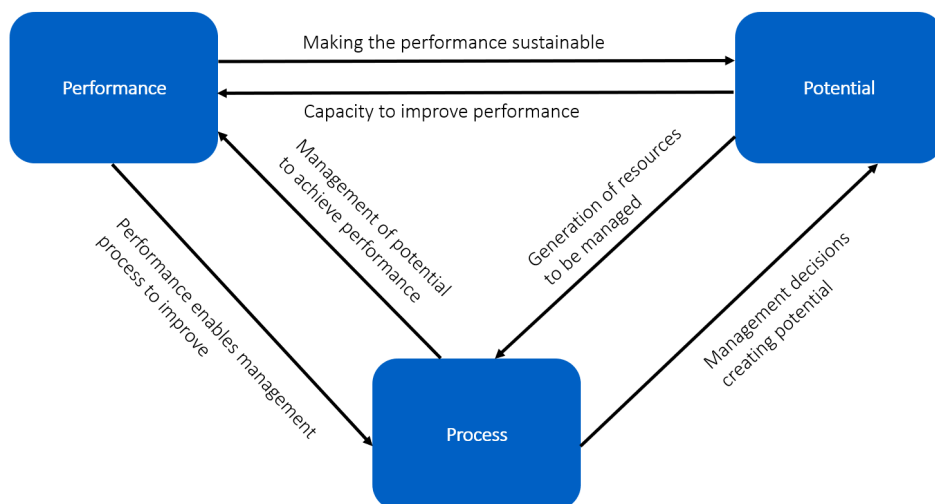 Making the performance sustainable
Performance
Potential
Capacity to improve performance
Management of potential
to achieve performance
Generation of resources
to be managed
Performance enables management
process to improve
Management decisions
creating potential
Process